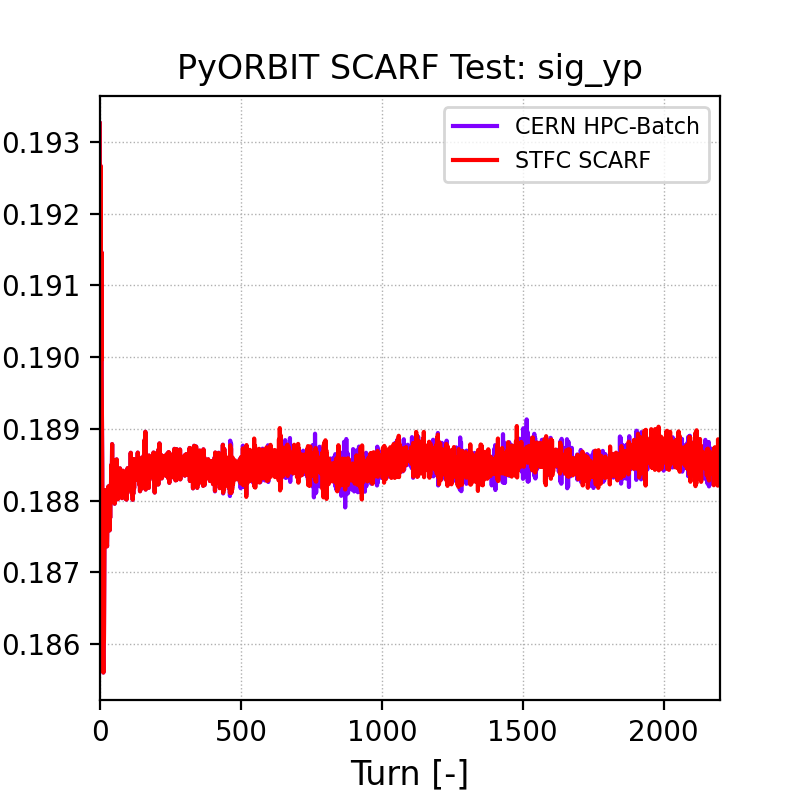 PyORBIT SCARF Test: sig_yp
CERN HPC-Batch
STFC SCARF
0.193
0.192
0.191
0.190
0.189
0.188
0.187
0.186
0 500 1000 1500 2000
Turn [-]